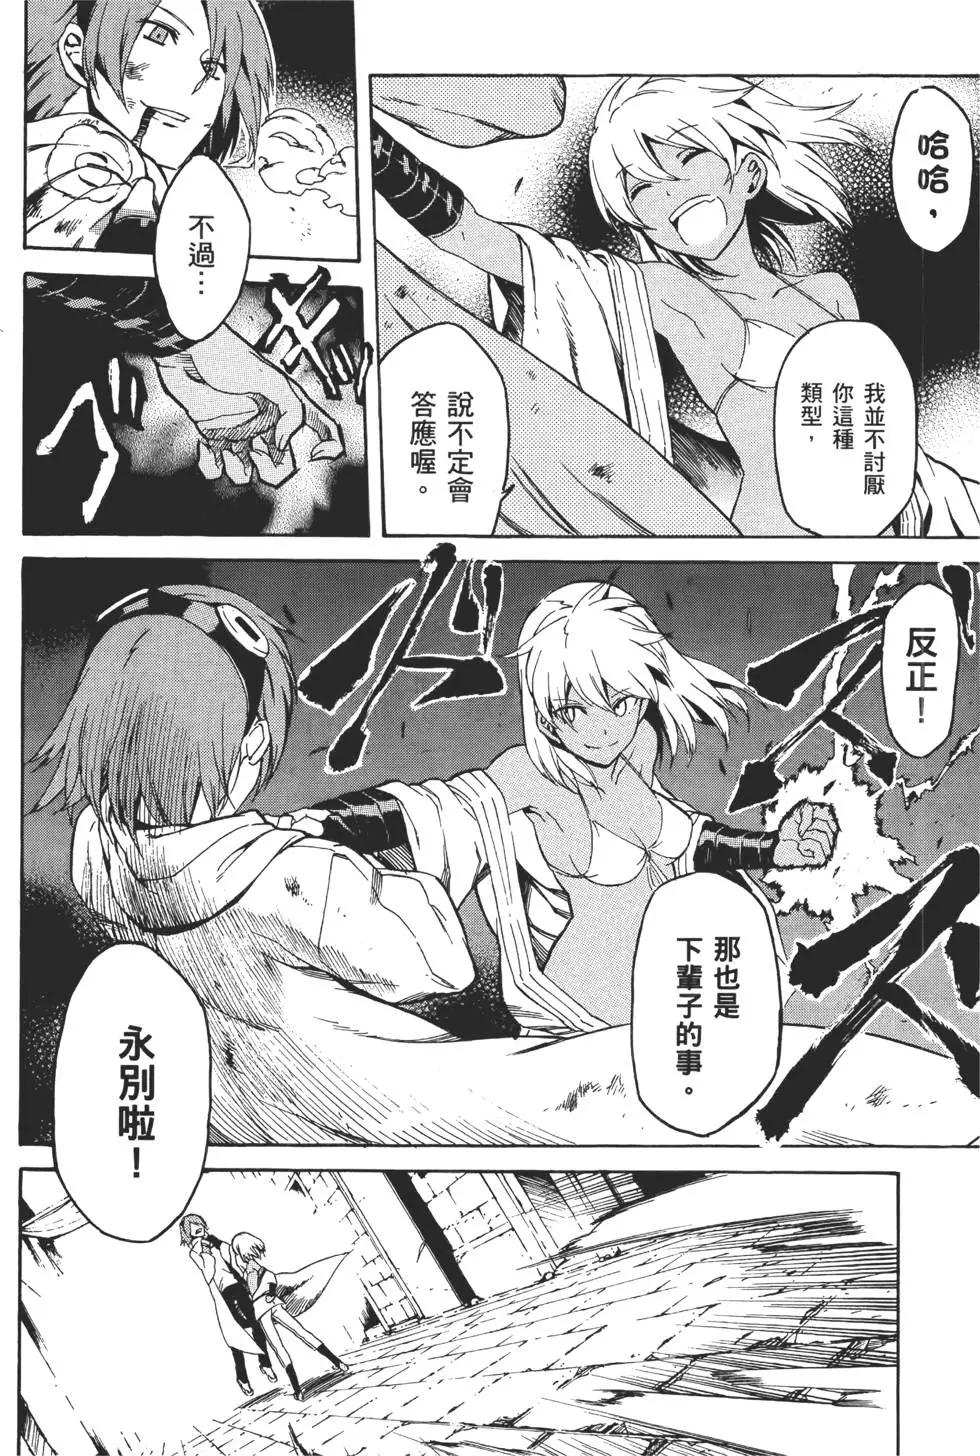 哈哈，
我並不討厭
你這種
類型，
說不定會
答應喔。
不過…
反正！
那也是
下輩子的事。
永別啦！